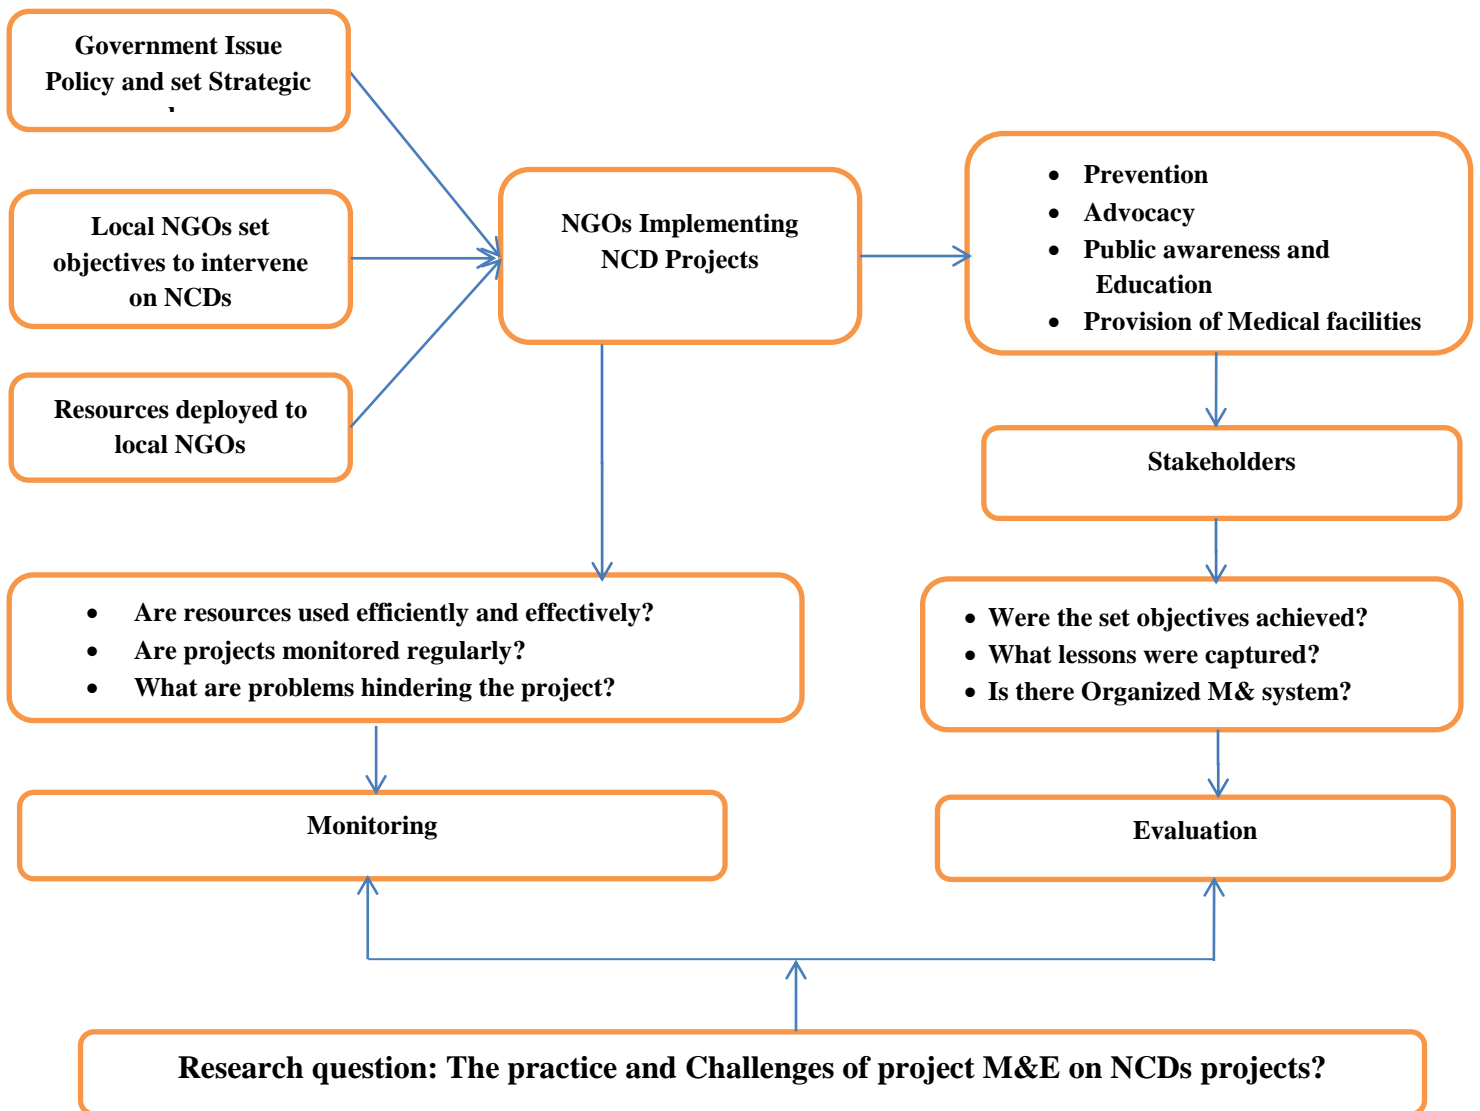 Government Issue
Policy and set Strategic
Local NGOs set
objectives to intervene
on NCDs
Resources deployed to
local NGOs
NGOs Implementing
NCD Projects
• Prevention
• Advocacy
• Public awareness and
Education
• Provision of Medical facilities
Stakeholders
• Are resources used efficiently and effectively?
• Are projects monitored regularly?
• What are problems hindering the project?
• Were the set objectives achieved?
• What lessons were captured?
• Is there Organized M& system?
Monitoring
Evaluation
Research question: The practice and Challenges of project M&E on NCDs projects?